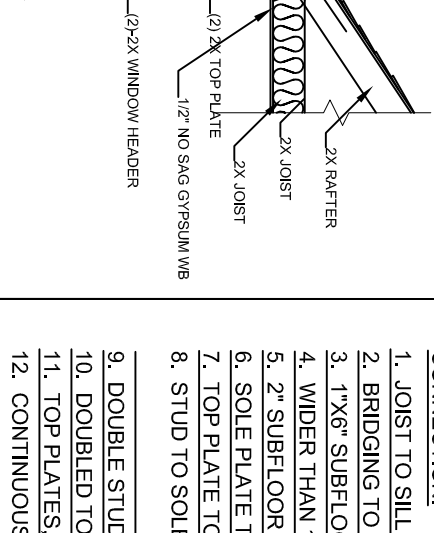 2X RAFTER
2X JOIST
2X JOIST
1/2" NO SAG GYPSUM WB
(2) 2X TOP PLATE
(2)-2X WINDOW HEADER
1. JOIST TO SILL
2. BRIDGING TO
3. 1"X6" SUBFLOO
4. WIDER THAN
5. 2" SUBFLOOR
6. SOLE PLATE T
7. TOP PLATE TO
8. STUD TO SOLE
9. DOUBLE STUD
10. DOUBLED TO
11. TOP PLATES,
12. CONTINUOUS